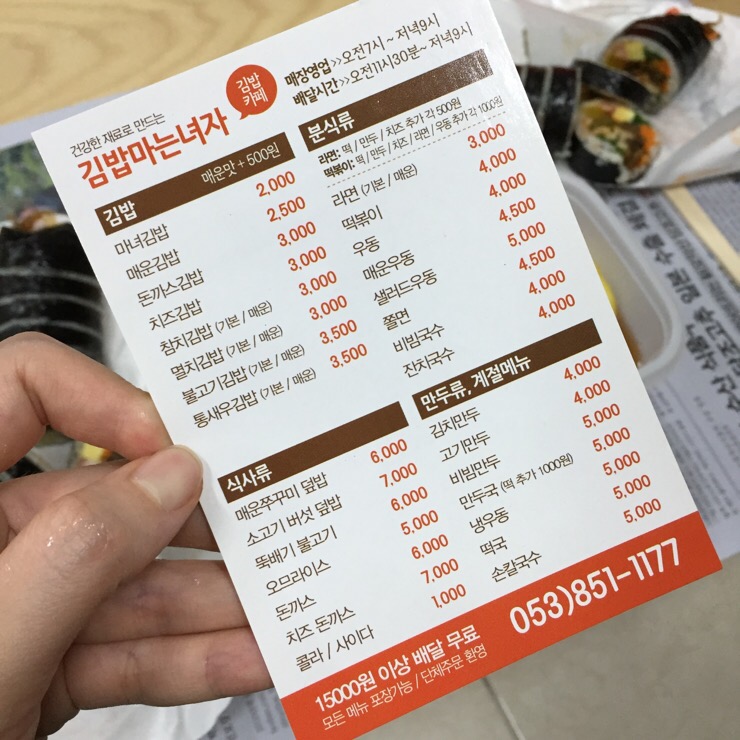 건강한 재료로 만드는
김밥마는녀자
김밥
카페
매장영업>>오전7시 ~ 저녁9시
배달시간>>오전11시30분~ 저녁9시
김밥 매운맛 + 500원
마녀김밥 2,000
매운김밥 2,500
돈까스김밥 3,000
치즈김밥 3,000
참치김밥 (기본 / 매운) 3,000
멸치김밥 (기본 / 매운) 3,000
불고기김밥 (기본 / 매운) 3,500
통새우김밥 (기본 / 매운) 3,500
분식류
라면: 떡 / 만두 / 치즈 추가 각 500원
떡볶이: 떡 / 만두 / 치즈 / 라면 / 우동 추가 각 1000원
라면 (기본 / 매운) 3,000
떡볶이 4,000
우동 4,000
매운우동 4,500
샐러드우동 5,000
쫄면 4,500
비빔국수 4,000
잔치국수 4,000
식사류
매운쭈꾸미 덮밥 6,000
소고기 버섯 덮밥 7,000
뚝배기 불고기 6,000
오므라이스 5,000
돈까스 6,000
치즈 돈까스 7,000
콜라 / 사이다 1,000
만두류, 계절메뉴
김치만두 4,000
고기만두 4,000
비빔만두 5,000
만두국 (떡 추가 1000원) 5,000
냉우동 5,000
떡국 5,000
손칼국수 5,000
15000원 이상 배달 무료
모든 메뉴 포장가능 / 단체주문 환영
053)851-1177